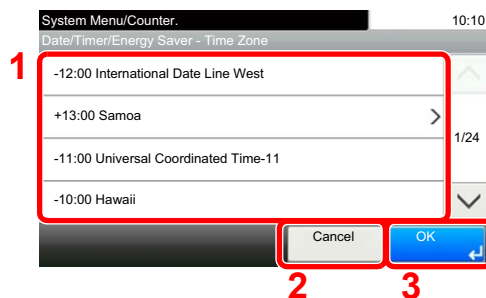 System Menu/Counter. 10:10
Date/Timer/Energy Saver - Time Zone
1
-12:00 International Date Line West
+13:00 Samoa
1/24
-11:00 Universal Coordinated Time-11
-10:00 Hawaii
Cancel OK
2 3